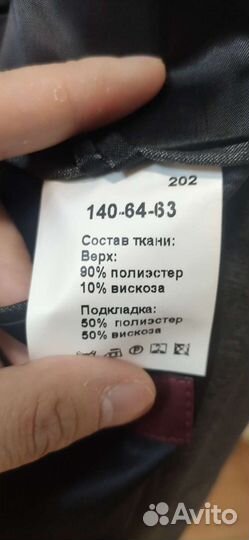 202
140-64-63
Состав ткани:
Верх:
90% полиэстер
10% вискоза
Подкладка:
50% полиэстер
50% вискоза
Avito